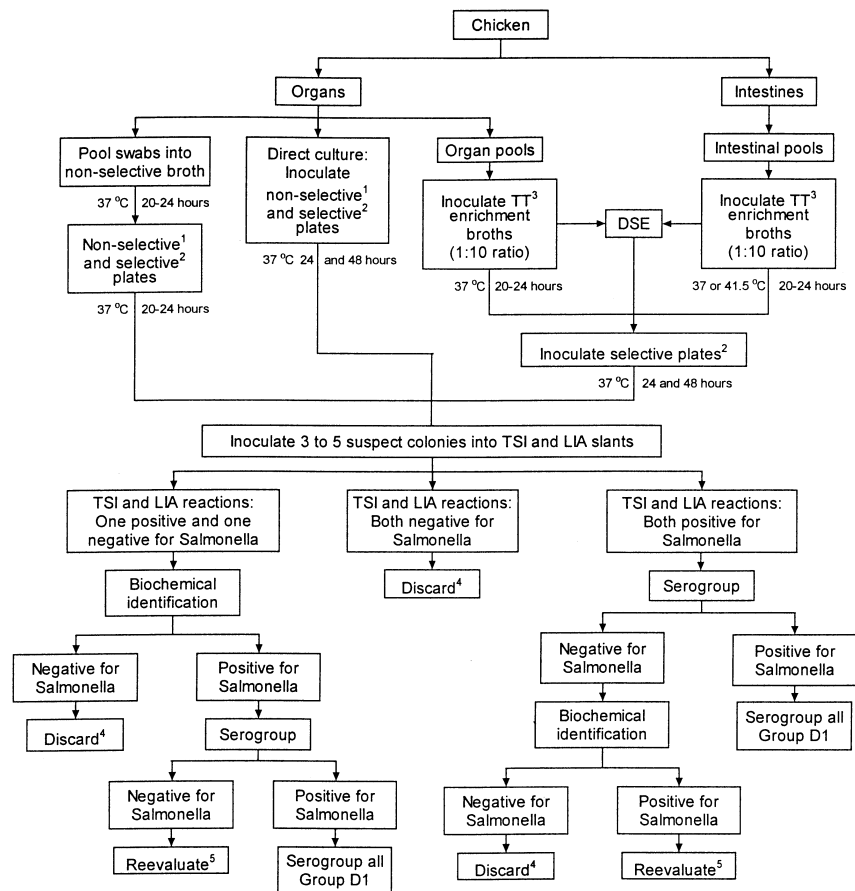 Chicken
Organs
Intestines
Pool swabs into
non-selective broth
Direct culture:
Inoculate
non-selective¹
and selective²
plates
Organ pools
Intestinal pools
37 ⁰C 20-24 hours
Inoculate TT³
enrichment
broths
(1:10 ratio)
DSE
Inoculate TT³
enrichment
broths
(1:10 ratio)
Non-selective¹
and selective²
plates
37 ⁰C 24 and 48 hours
37 ⁰C 20-24 hours
37 or 41.5 ⁰C 20-24 hours
37 ⁰C 20-24 hours
Inoculate selective plates²
37 ⁰C 24 and 48 hours
Inoculate 3 to 5 suspect colonies into TSI and LIA slants
TSI and LIA reactions:
One positive and one
negative for Salmonella
TSI and LIA reactions:
Both negative for
Salmonella
TSI and LIA reactions:
Both positive for
Salmonella
Biochemical
identification
Discard⁴
Serogroup
Negative for
Salmonella
Positive for
Salmonella
Negative for
Salmonella
Positive for
Salmonella
Discard⁴
Serogroup
Biochemical
identification
Serogroup all
Group D1
Negative for
Salmonella
Positive for
Salmonella
Negative for
Salmonella
Positive for
Salmonella
Reevaluate⁵
Serogroup all
Group D1
Discard⁴
Reevaluate⁵